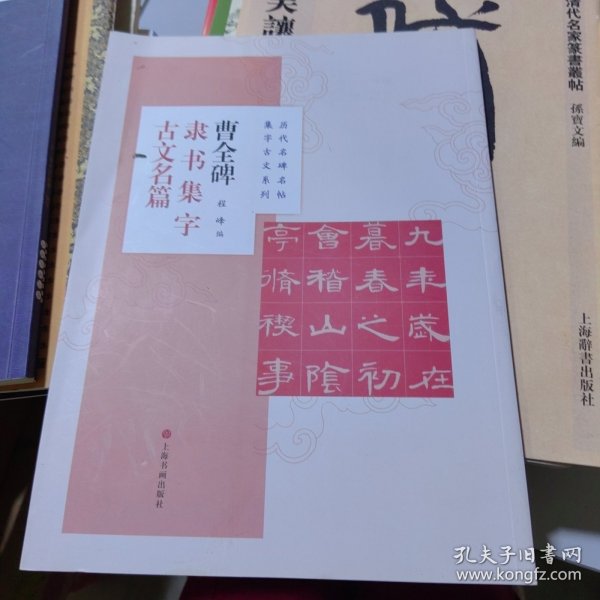 历代名碑名帖
集字古文系列
曹全碑
隶书集字
古文名篇
程峰 编
九年歲在
暮春之初
會稽山陰
亭脩禊事
上海书画出版社
讓
清代名家篆書叢帖
孫寶文編
上海辭書出版社
孔夫子旧书网
www.kongfz.com